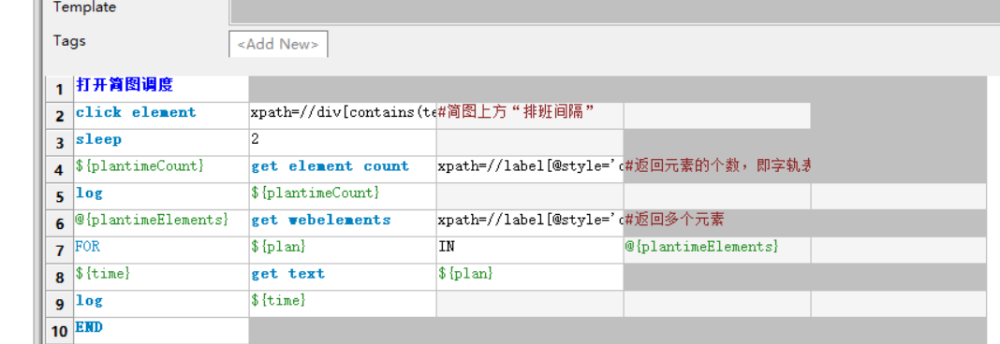 Template
Tags <Add New>
1 打开简图调度
2 click element xpath=//div[contains(te #简图上方“排班间隔”
3 sleep 2
4 ${plantimeCount} get element count xpath=//label[@style='c #返回元素的个数，即字轨表
5 log ${plantimeCount}
6 @{plantimeElements} get webelements xpath=//label[@style='c #返回多个元素
7 FOR ${plan} IN @{plantimeElements}
8 ${time} get text ${plan}
9 log ${time}
10 END